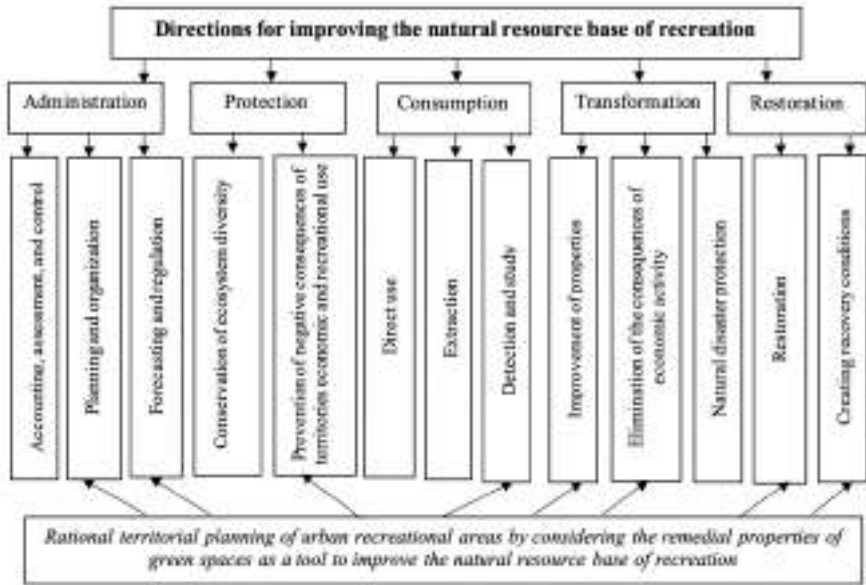 Directions for improving the natural resource base of recreation
Administration
Protection
Consumption
Transformation
Restoration
Accounting, assessment, and control
Planning and organization
Forecasting and regulation
Conservation of ecosystem diversity
Prevention of negative consequences of
territories economic and recreational use
Direct use
Extraction
Detection and study
Improvement of properties
Elimination of the consequences of
economic activity
Natural disaster protection
Restoration
Creating recovery conditions
Rational territorial planning of urban recreational areas by considering the remedial properties of
green spaces as a tool to improve the natural resource base of recreation